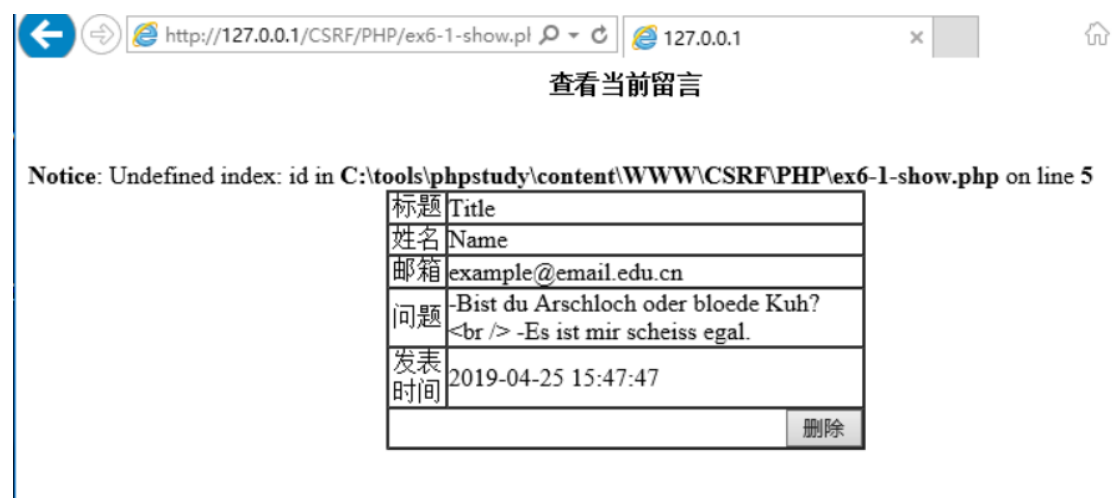 http://127.0.0.1/CSRF/PHP/ex6-1-show.pl
127.0.0.1
查看当前留言
Notice: Undefined index: id in C:\tools\phpstudy\content\WWW\CSRF\PHP\ex6-1-show.php on line 5
标题 Title
姓名 Name
邮箱 example@email.edu.cn
问题 -Bist du Arschloch oder bloede Kuh?
<br /> -Es ist mir scheiss egal.
发表
时间 2019-04-25 15:47:47
删除